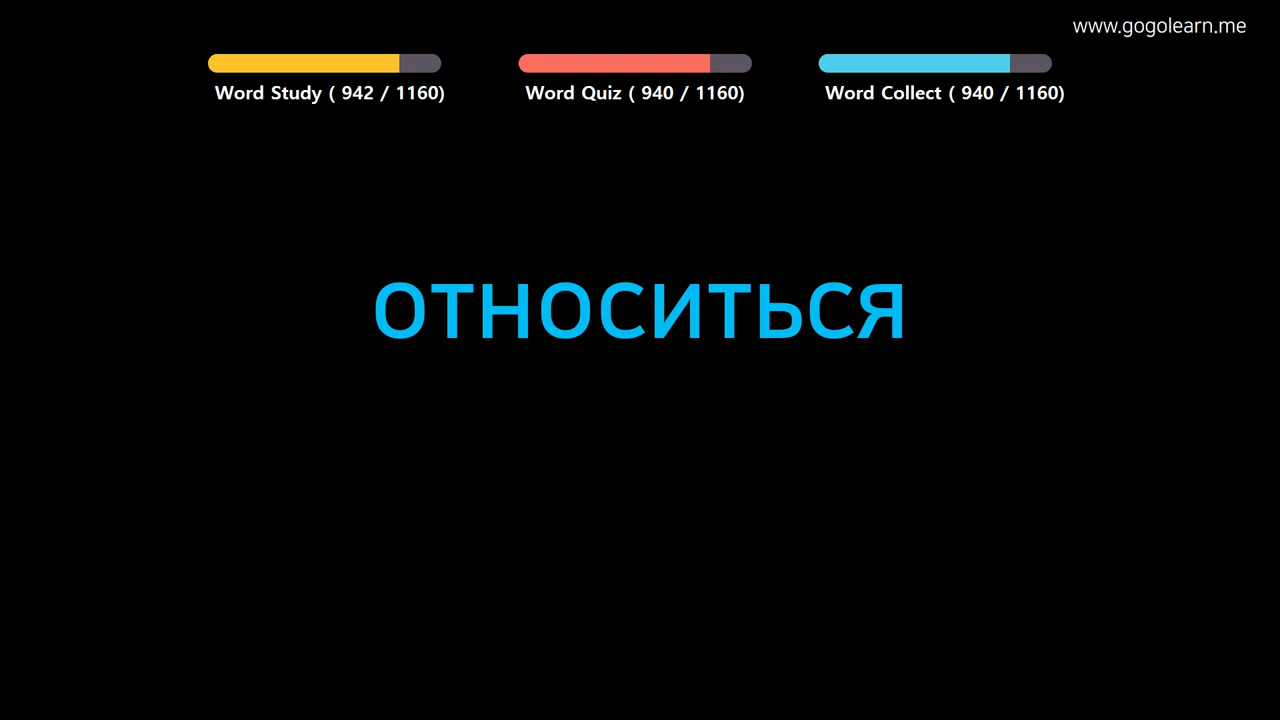 www.gogolearn.me
Word Study ( 942 / 1160)
Word Quiz ( 940 / 1160)
Word Collect ( 940 / 1160)
ОТНОСИТЬСЯ